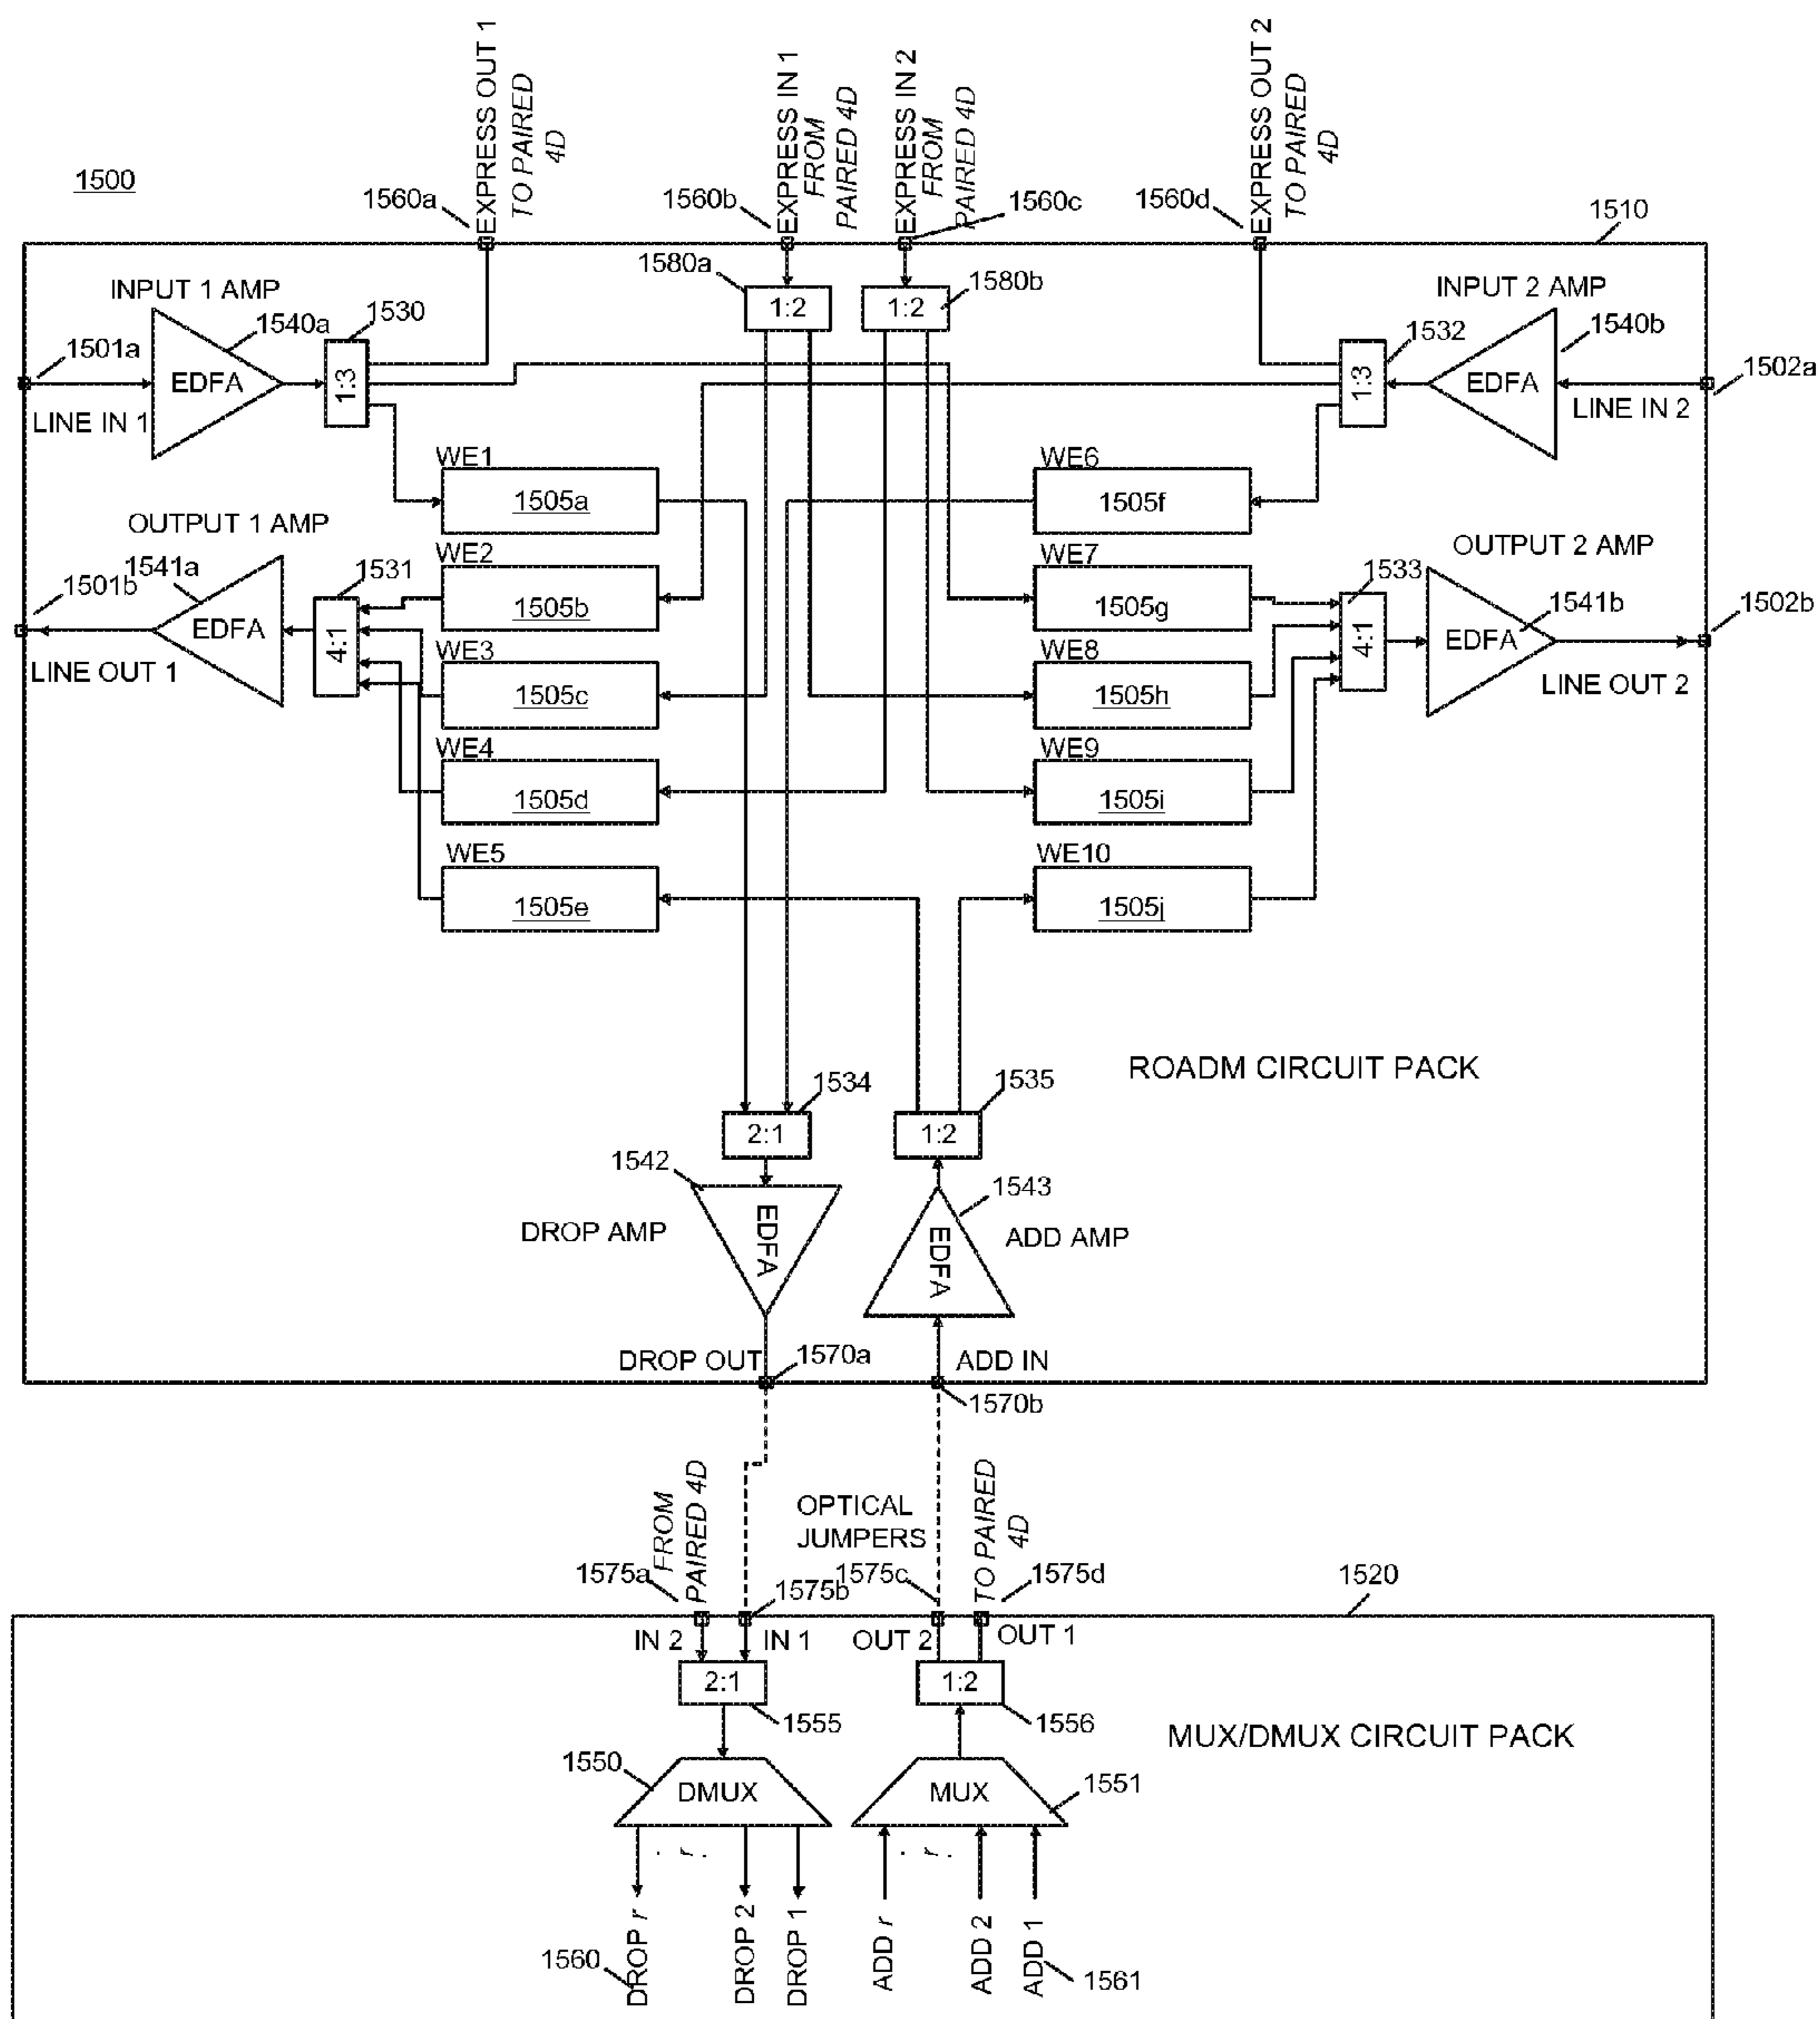 EXPRESS OUT 1
TO PAIRED
4D
EXPRESS IN 1
FROM
PAIRED 4D
EXPRESS IN 2
FROM
PAIRED 4D
EXPRESS OUT 2
TO PAIRED
4D
1500
1560a
1560b
1560c
1560d
1510
1580a
1580b
1:2
1:2
INPUT 1 AMP
1540a
1530
1501a
EDFA
1:3
LINE IN 1
INPUT 2 AMP
1532
1540b
1:3
EDFA
1502a
LINE IN 2
WE1
1505a
WE6
1505f
OUTPUT 1 AMP
1541a
1531
1501b
EDFA
4:1
LINE OUT 1
WE2
1505b
WE7
1505g
OUTPUT 2 AMP
1533
1541b
1502b
4:1
EDFA
LINE OUT 2
WE3
1505c
WE8
1505h
WE4
1505d
WE9
1505i
WE5
1505e
WE10
1505j
ROADM CIRCUIT PACK
1534
1535
2:1
1:2
1542
1543
DROP AMP
EDFA
EDFA
ADD AMP
DROP OUT
1570a
ADD IN
1570b
FROM
PAIRED 4D
OPTICAL
JUMPERS
TO PAIRED
4D
1575a
1575b
1575c
1575d
1520
IN 2
IN 1
OUT 2
OUT 1
2:1
1:2
1555
1556
MUX/DMUX CIRCUIT PACK
1550
DMUX
MUX
1551
. r .
. r .
DROP r
DROP 2
DROP 1
ADD r
ADD 2
ADD 1
1560
1561